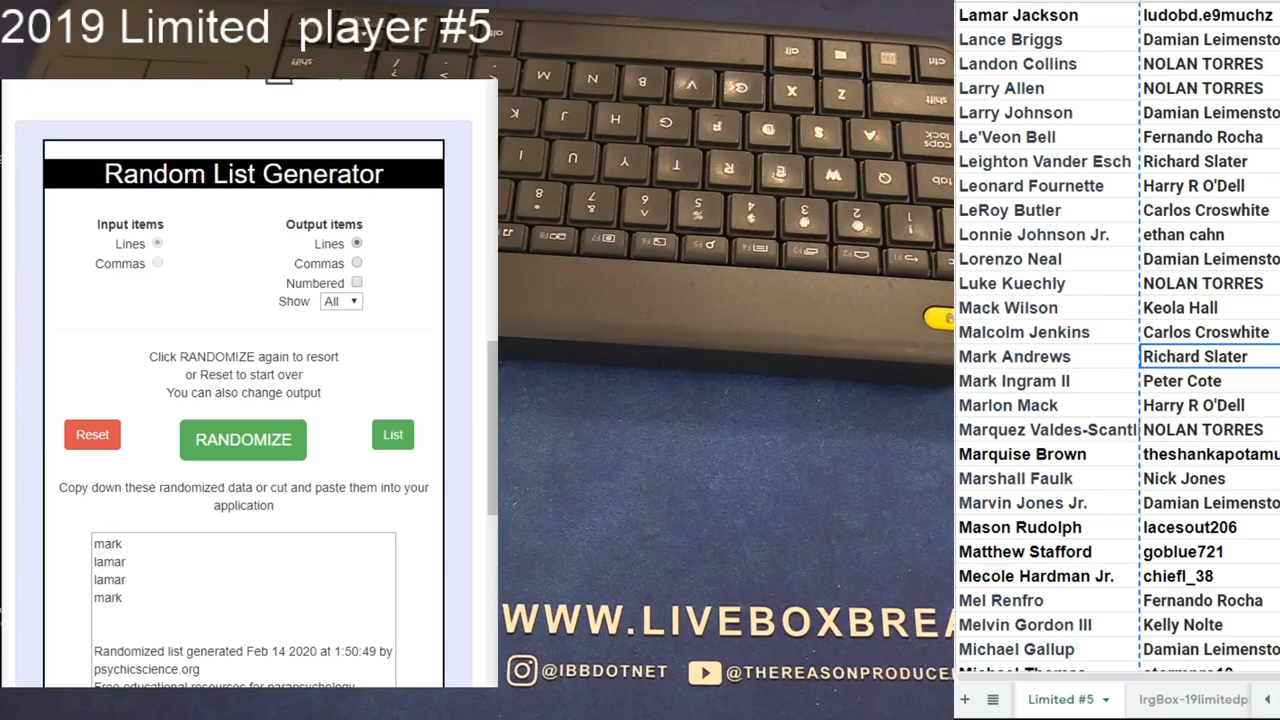 2019 Limited player #5
Random List Generator
Input items
Output items
Lines
Lines
Commas
Commas
Numbered
Show All
Click RANDOMIZE again to resort
or Reset to start over
You can also change output
Reset
RANDOMIZE
List
Copy down these randomized data or cut and paste them into your
application
mark
lamar
lamar
mark
Randomized list generated Feb 14 2020 at 1:50:49 by
psychicscience.org
Free educational resources for parapsychology
WWW.LIVEBOXBREA
@IBBDOTNET
@THEREASONPRODUCE
Lamar Jackson ludobd.e9muchz
Lance Briggs Damian Leimensto
Landon Collins NOLAN TORRES
Larry Allen NOLAN TORRES
Larry Johnson Damian Leimensto
Le'Veon Bell Fernando Rocha
Leighton Vander Esch Richard Slater
Leonard Fournette Harry R O'Dell
LeRoy Butler Carlos Croswhite
Lonnie Johnson Jr. ethan cahn
Lorenzo Neal Damian Leimensto
Luke Kuechly NOLAN TORRES
Mack Wilson Keola Hall
Malcolm Jenkins Carlos Croswhite
Mark Andrews Richard Slater
Mark Ingram II Peter Cote
Marlon Mack Harry R O'Dell
Marquez Valdes-Scantl NOLAN TORRES
Marquise Brown theshankapotamu
Marshall Faulk Nick Jones
Marvin Jones Jr. Damian Leimensto
Mason Rudolph lacesout206
Matthew Stafford goblue721
Mecole Hardman Jr. chiefl_38
Mel Renfro Fernando Rocha
Melvin Gordon III Kelly Nolte
Michael Gallup Damian Leimensto
Limited #5
lrgBox-19limitedp